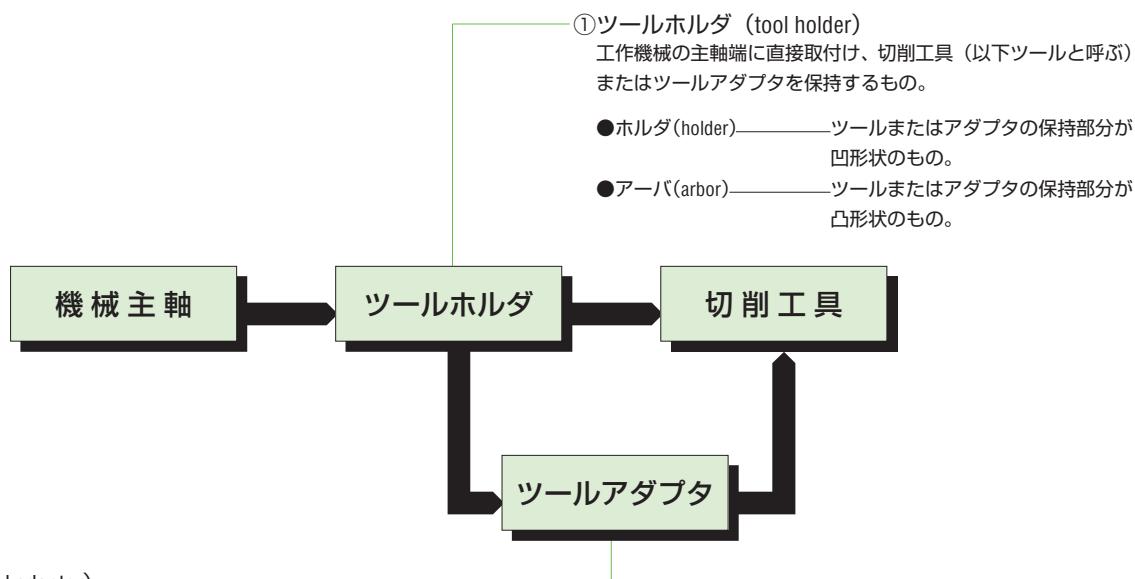 ①ツールホルダ（tool holder）
工作機械の主軸端に直接取付け、切削工具（以下ツールと呼ぶ）
またはツールアダプタを保持するもの。
●ホルダ(holder)ツールまたはアダプタの保持部分が
凹形状のもの。
●アーバ(arbor)ツールまたはアダプタの保持部分が
凸形状のもの。
機械主軸
ツールホルダ
切削工具
ツールアダプタ